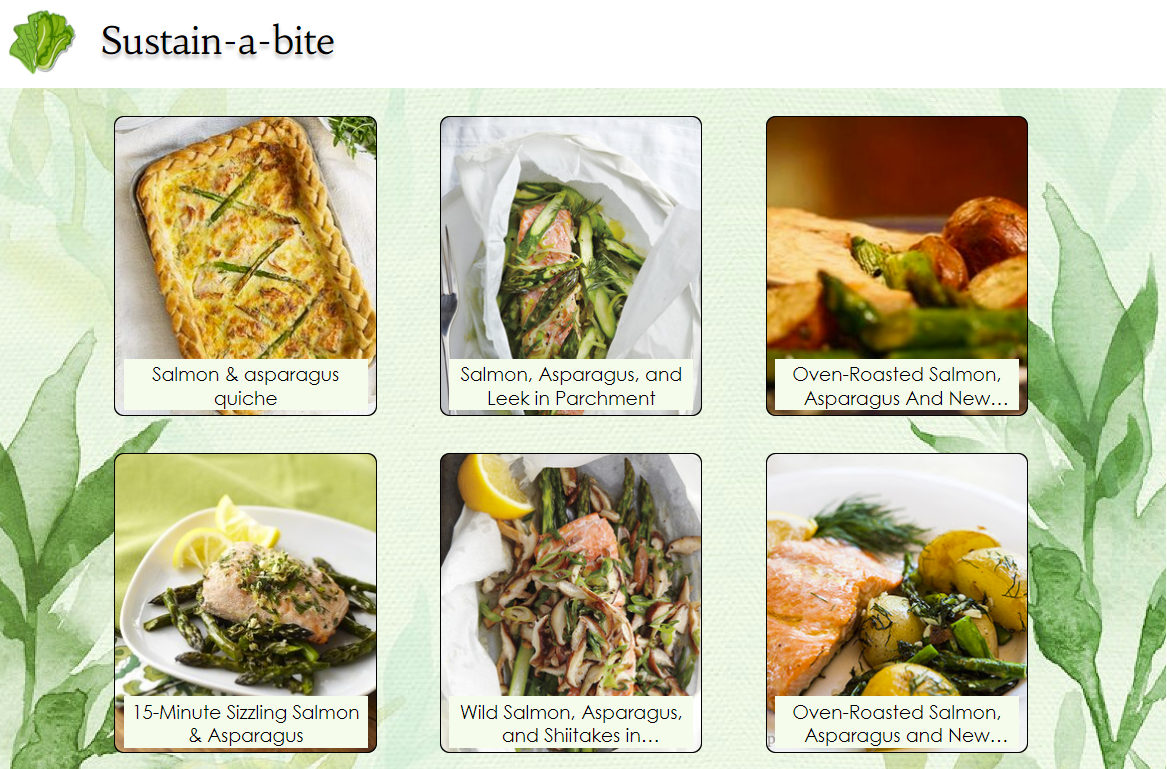 Sustain-a-bite
Salmon & asparagus
quiche
Salmon, Asparagus, and
Leek in Parchment
Oven-Roasted Salmon,
Asparagus And New...
15-Minute Sizzling Salmon
& Asparagus
Wild Salmon, Asparagus,
and Shiitakes in...
Oven-Roasted Salmon,
Asparagus and New...